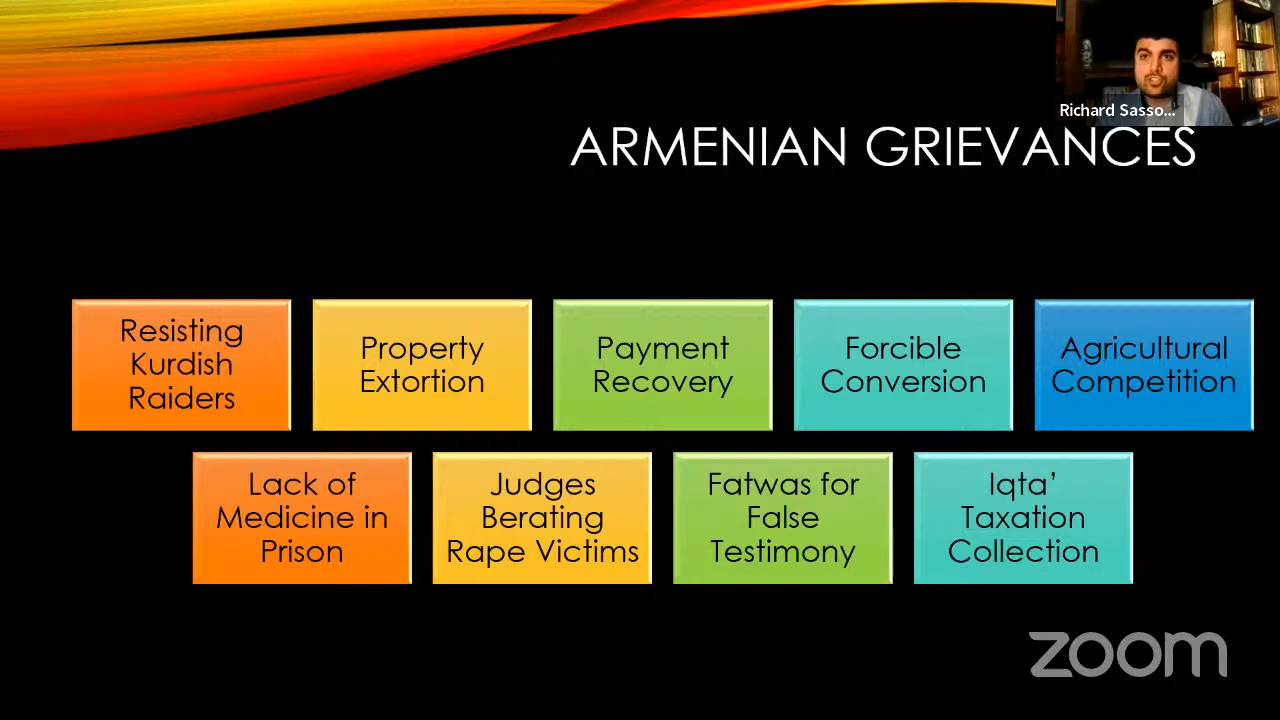 Richard Sasso...
ARMENIAN GRIEVANCES
Resisting
Kurdish
Raiders
Property
Extortion
Payment
Recovery
Forcible
Conversion
Agricultural
Competition
Lack of
Medicine in
Prison
Judges
Berating
Rape Victims
Fatwas for
False
Testimony
Iqta’
Taxation
Collection
zoom